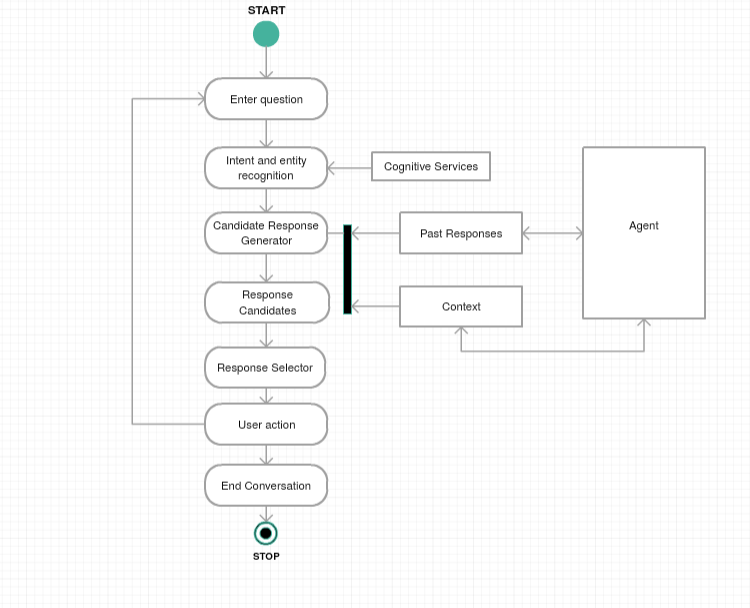 START
Enter question
Intent and entity
recognition
Cognitive Services
Candidate Response
Generator
Past Responses
Agent
Response
Candidates
Context
Response Selector
User action
End Conversation
STOP